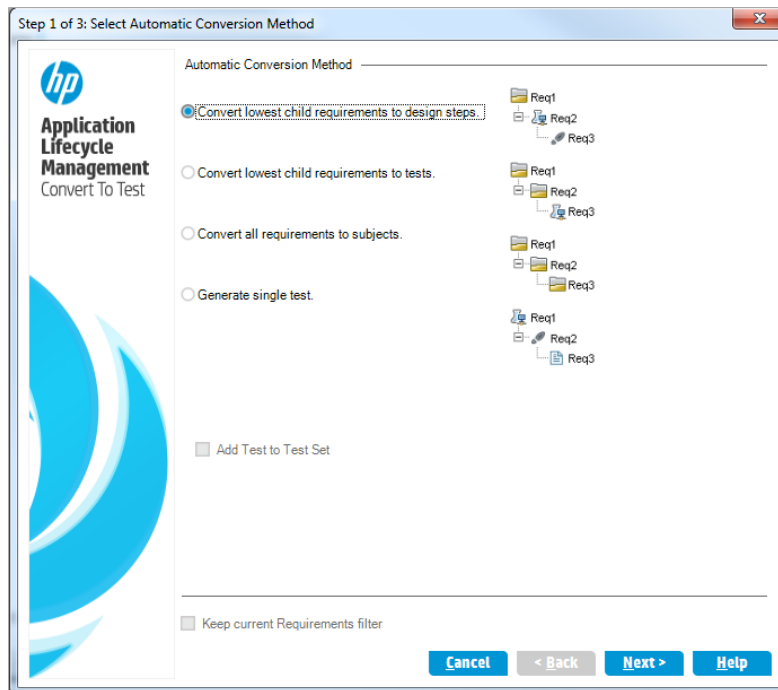 Step 1 of 3: Select Automatic Conversion Method
hp
Application
Lifecycle
Management
Convert To Test
Automatic Conversion Method
Convert lowest child requirements to design steps.
Req1
Req2
Req3
Convert lowest child requirements to tests.
Req1
Req2
Req3
Convert all requirements to subjects.
Req1
Req2
Req3
Generate single test.
Req1
Req2
Req3
Add Test to Test Set
Keep current Requirements filter
Cancel
< Back
Next >
Help